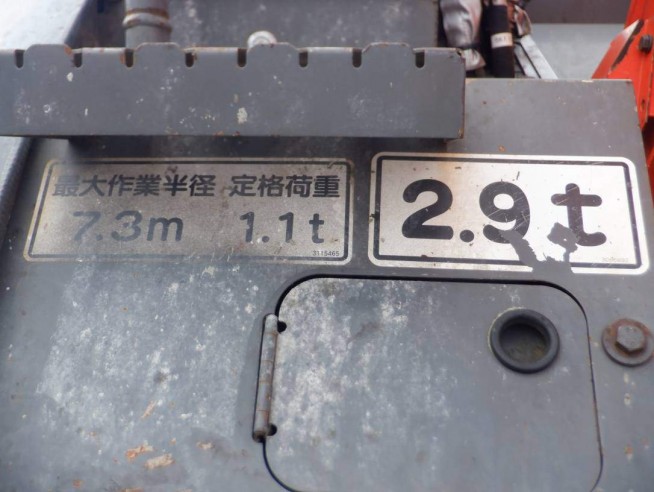 最大作業半径 定格荷重
7.3m 1.1t
2.9t